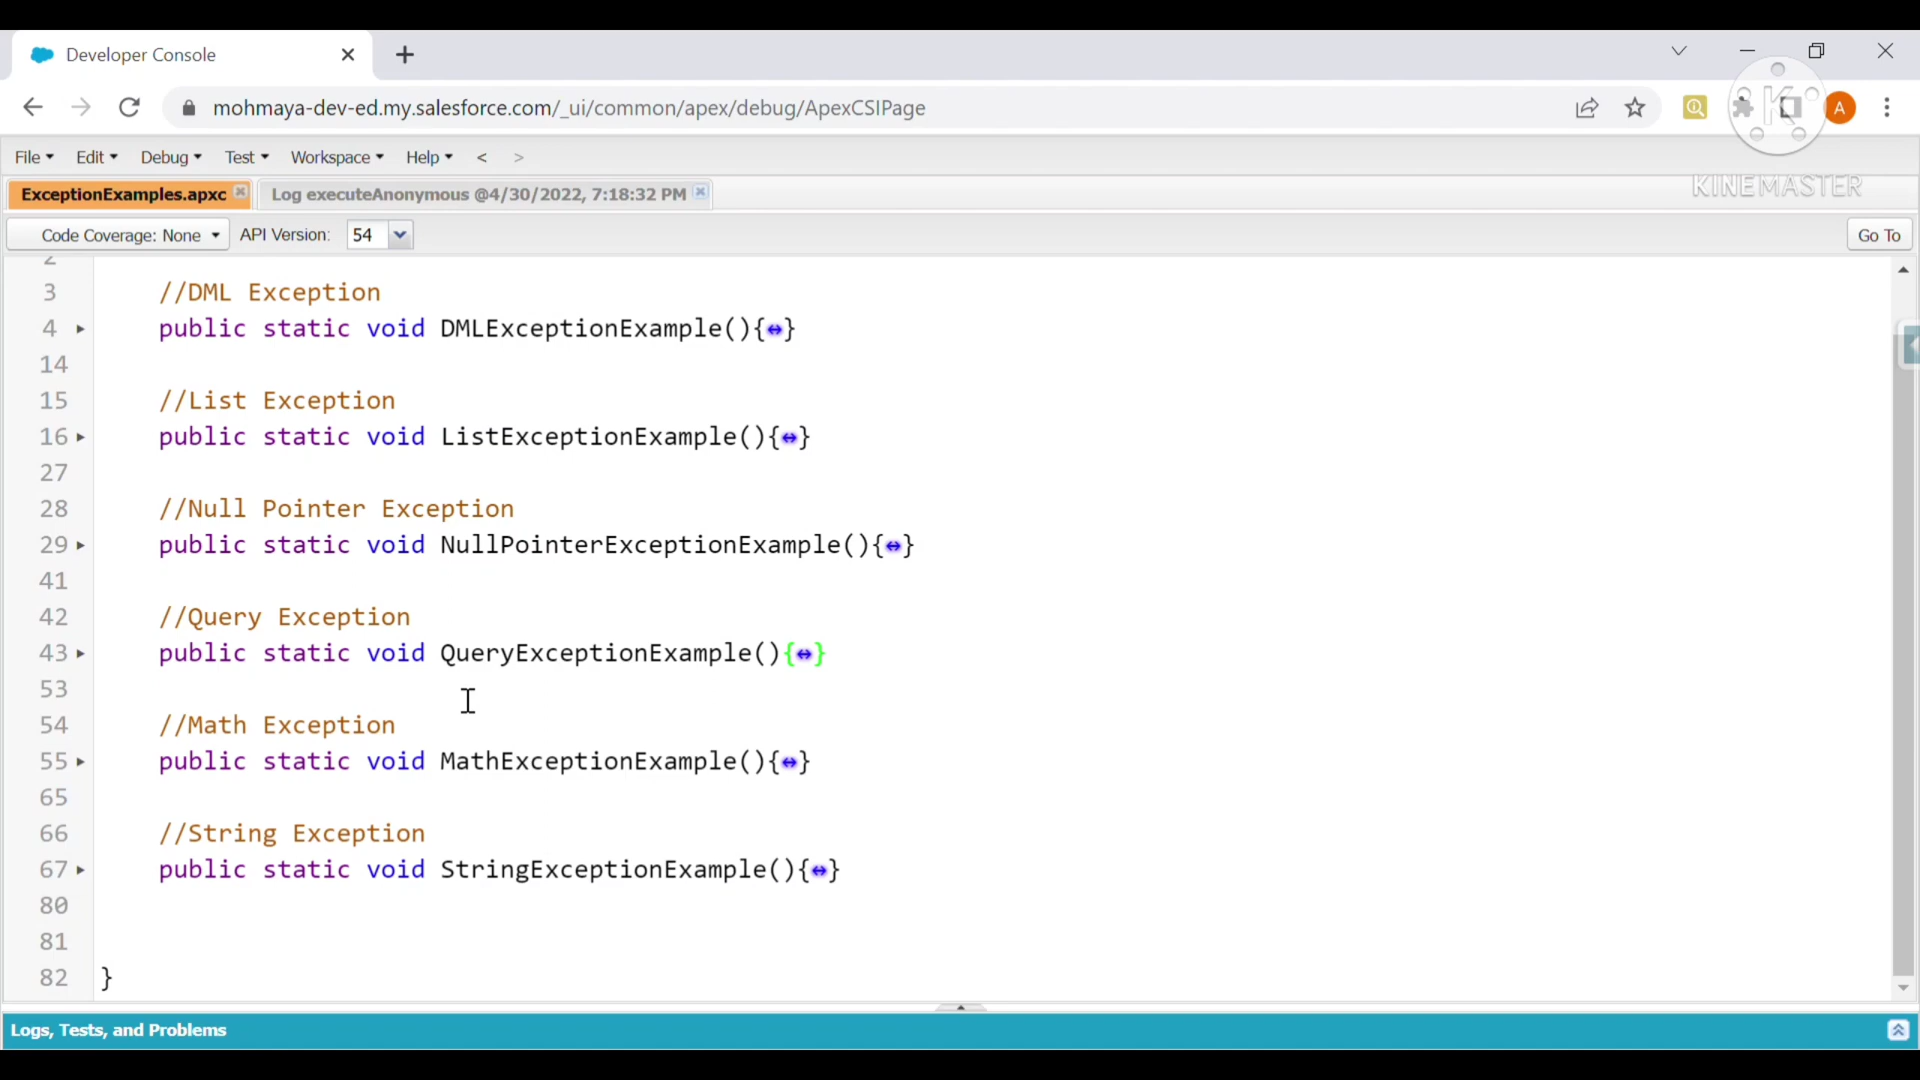 Developer Console
mohmaya-dev-ed.my.salesforce.com/_ui/common/apex/debug/ApexCSIPage
A
File Edit Debug Test Workspace Help < >
KINEMASTER
ExceptionExamples.apxc Log executeAnonymous @4/30/2022, 7:18:32 PM
Code Coverage: None API Version: 54 Go To
2
3 //DML Exception
4 public static void DMLExceptionExample(){↔}
14
15 //List Exception
16 public static void ListExceptionExample(){↔}
27
28 //Null Pointer Exception
29 public static void NullPointerExceptionExample(){↔}
41
42 //Query Exception
43 public static void QueryExceptionExample(){↔}
53
54 //Math Exception
55 public static void MathExceptionExample(){↔}
65
66 //String Exception
67 public static void StringExceptionExample(){↔}
80
81
82 }
Logs, Tests, and Problems